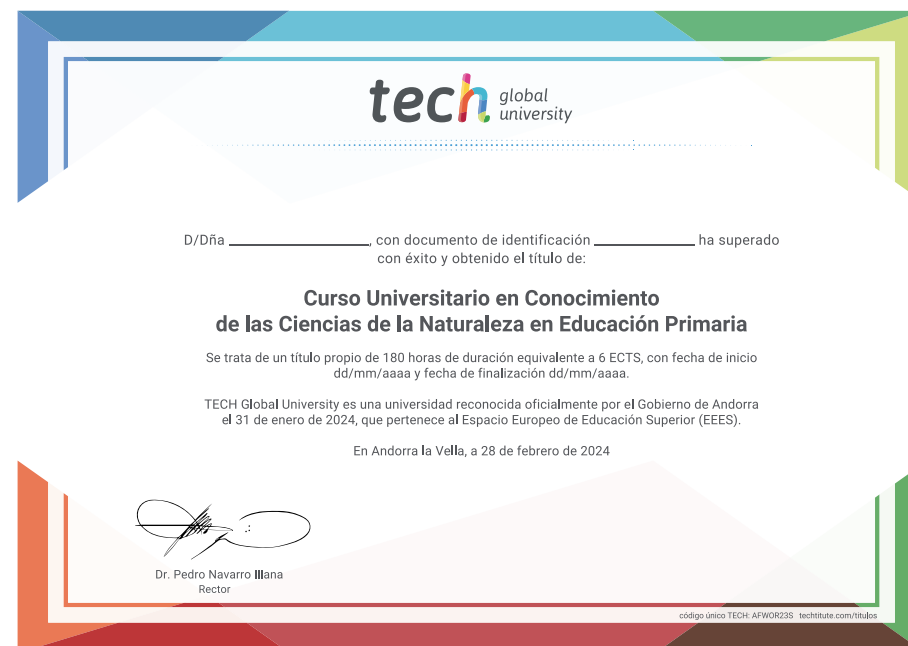 tech global university
D/Dña ____________________, con documento de identificación ______________ ha superado
con éxito y obtenido el título de:
Curso Universitario en Conocimiento
de las Ciencias de la Naturaleza en Educación Primaria
Se trata de un título propio de 180 horas de duración equivalente a 6 ECTS, con fecha de inicio
dd/mm/aaaa y fecha de finalización dd/mm/aaaa.
TECH Global University es una universidad reconocida oficialmente por el Gobierno de Andorra
el 31 de enero de 2024, que pertenece al Espacio Europeo de Educación Superior (EEES).
En Andorra la Vella, a 28 de febrero de 2024
Dr. Pedro Navarro Illana
Rector
código único TECH: AFWOR23S techtitute.com/titulos